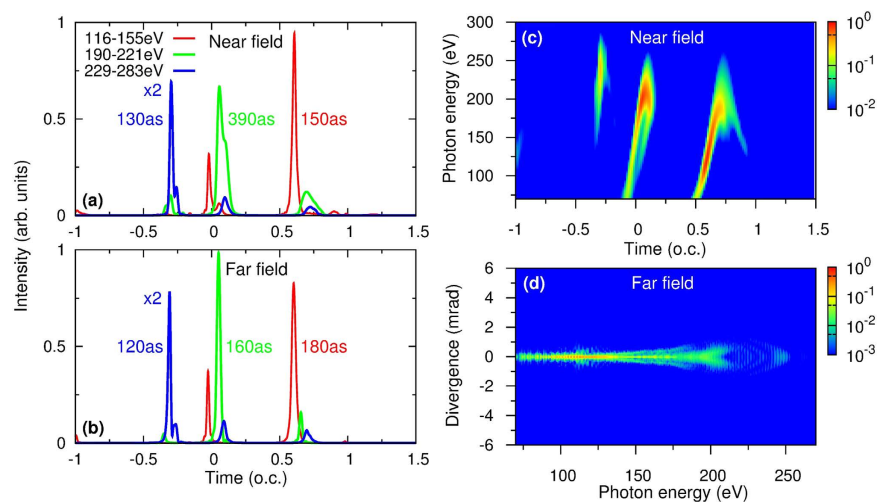 116-155eV
190-221eV
229-283eV
Near field
x2
130as
390as
150as
(a)
1
0.5
0
-1
-0.5
0
0.5
1
1.5
Intensity (arb. units)
Far field
x2
120as
160as
180as
(b)
1
0.5
0
-1
-0.5
0
0.5
1
1.5
Time (o.c.)
(c)
Near field
Photon energy (eV)
300
250
200
150
100
-1
-0.5
0
0.5
1
1.5
Time (o.c.)
10^0
10^-1
10^-2
(d)
Far field
Divergence (mrad)
6
4
2
0
-2
-4
-6
100
150
200
250
Photon energy (eV)
10^0
10^-1
10^-2
10^-3